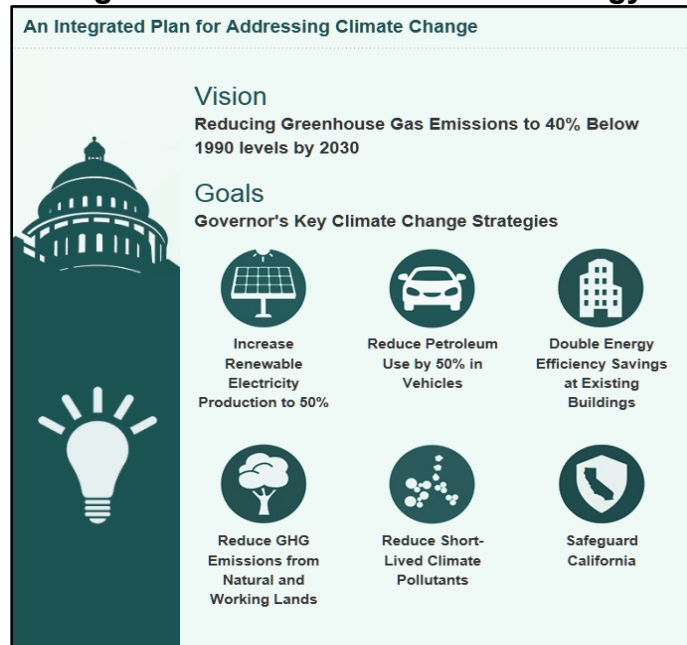 An Integrated Plan for Addressing Climate Change
Vision
Reducing Greenhouse Gas Emissions to 40% Below
1990 levels by 2030
Goals
Governor's Key Climate Change Strategies
Increase
Renewable
Electricity
Production to 50%
Reduce Petroleum
Use by 50% in
Vehicles
Double Energy
Efficiency Savings
at Existing
Buildings
Reduce GHG
Emissions from
Natural and
Working Lands
Reduce Short-
Lived Climate
Pollutants
Safeguard
California